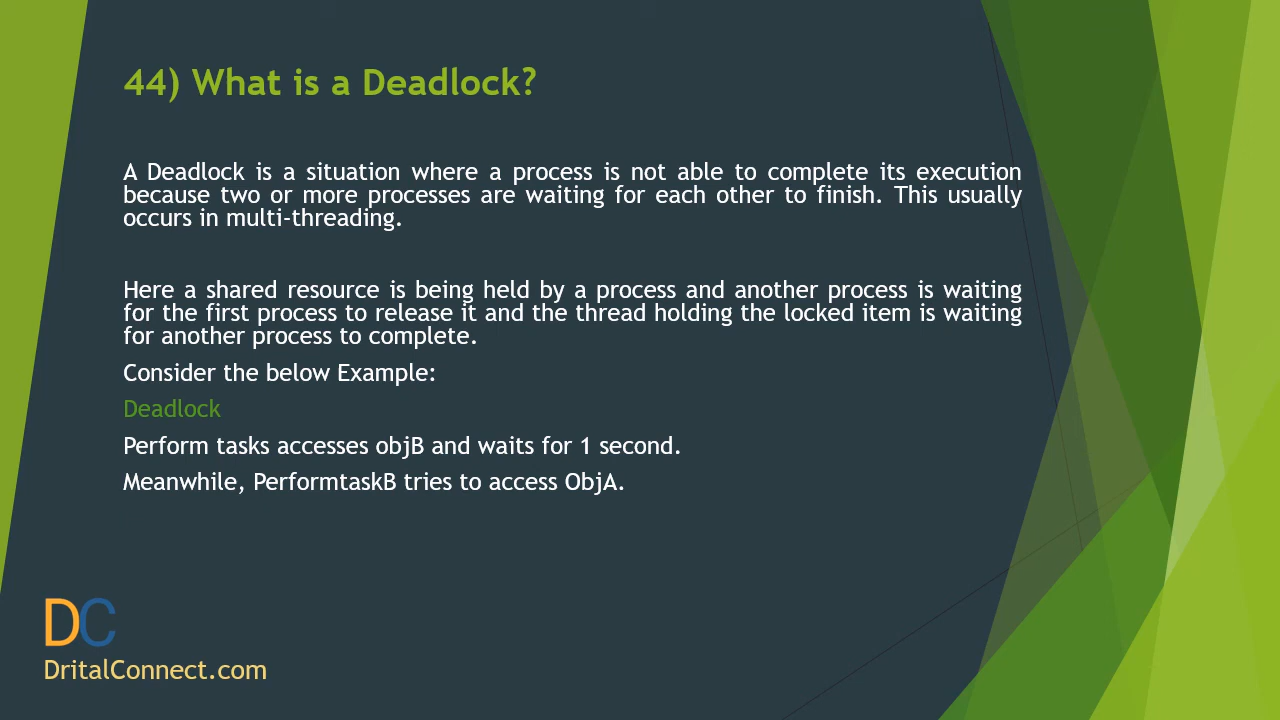 44) What is a Deadlock?
A Deadlock is a situation where a process is not able to complete its execution
because two or more processes are waiting for each other to finish. This usually
occurs in multi-threading.
Here a shared resource is being held by a process and another process is waiting
for the first process to release it and the thread holding the locked item is waiting
for another process to complete.
Consider the below Example:
Deadlock
Perform tasks accesses objB and waits for 1 second.
Meanwhile, PerformtaskB tries to access ObjA.
DC
DritalConnect.com